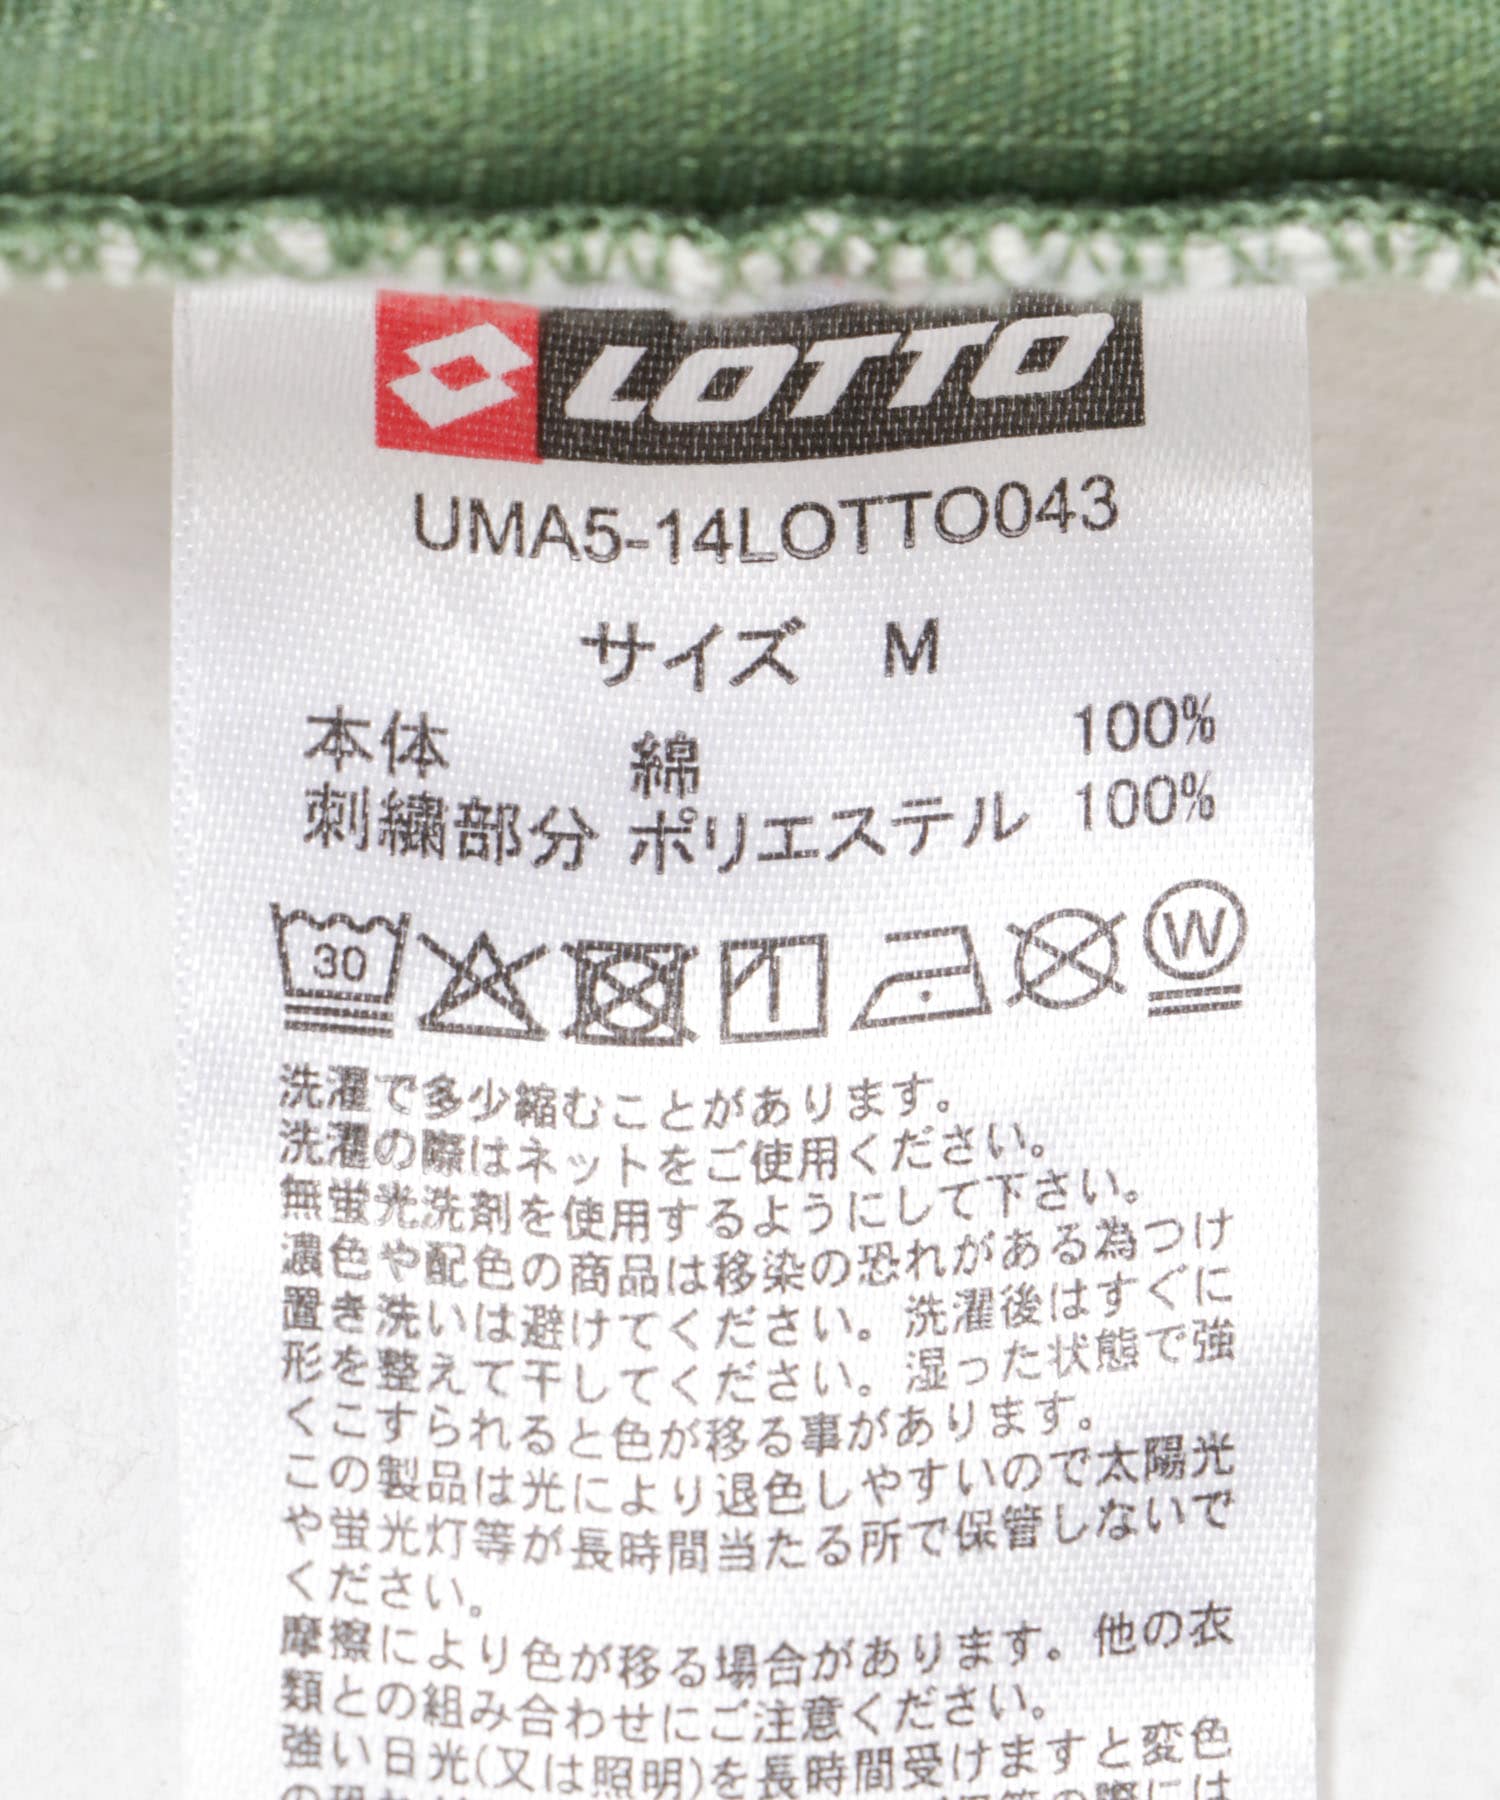 LOTTO
UMA5-14LOTTO043
サイズ M
本体 綿 100%
刺繍部分 ポリエステル 100%
30 W
洗濯で多少縮むことがあります。
洗濯の際はネットをご使用ください。
無蛍光洗剤を使用するようにして下さい。
濃色や配色の商品は移染の恐れがある為つけ
置き洗いは避けてください。洗濯後はすぐに
形を整えて干してください。湿った状態で強
くこすられると色が移る事があります。
この製品は光により退色しやすいので太陽光
や蛍光灯等が長時間当たる所で保管しないで
ください。
摩擦により色が移る場合があります。他の衣
類との組み合わせにご注意ください。
強い日光(又は照明)を長時間受けますと変色